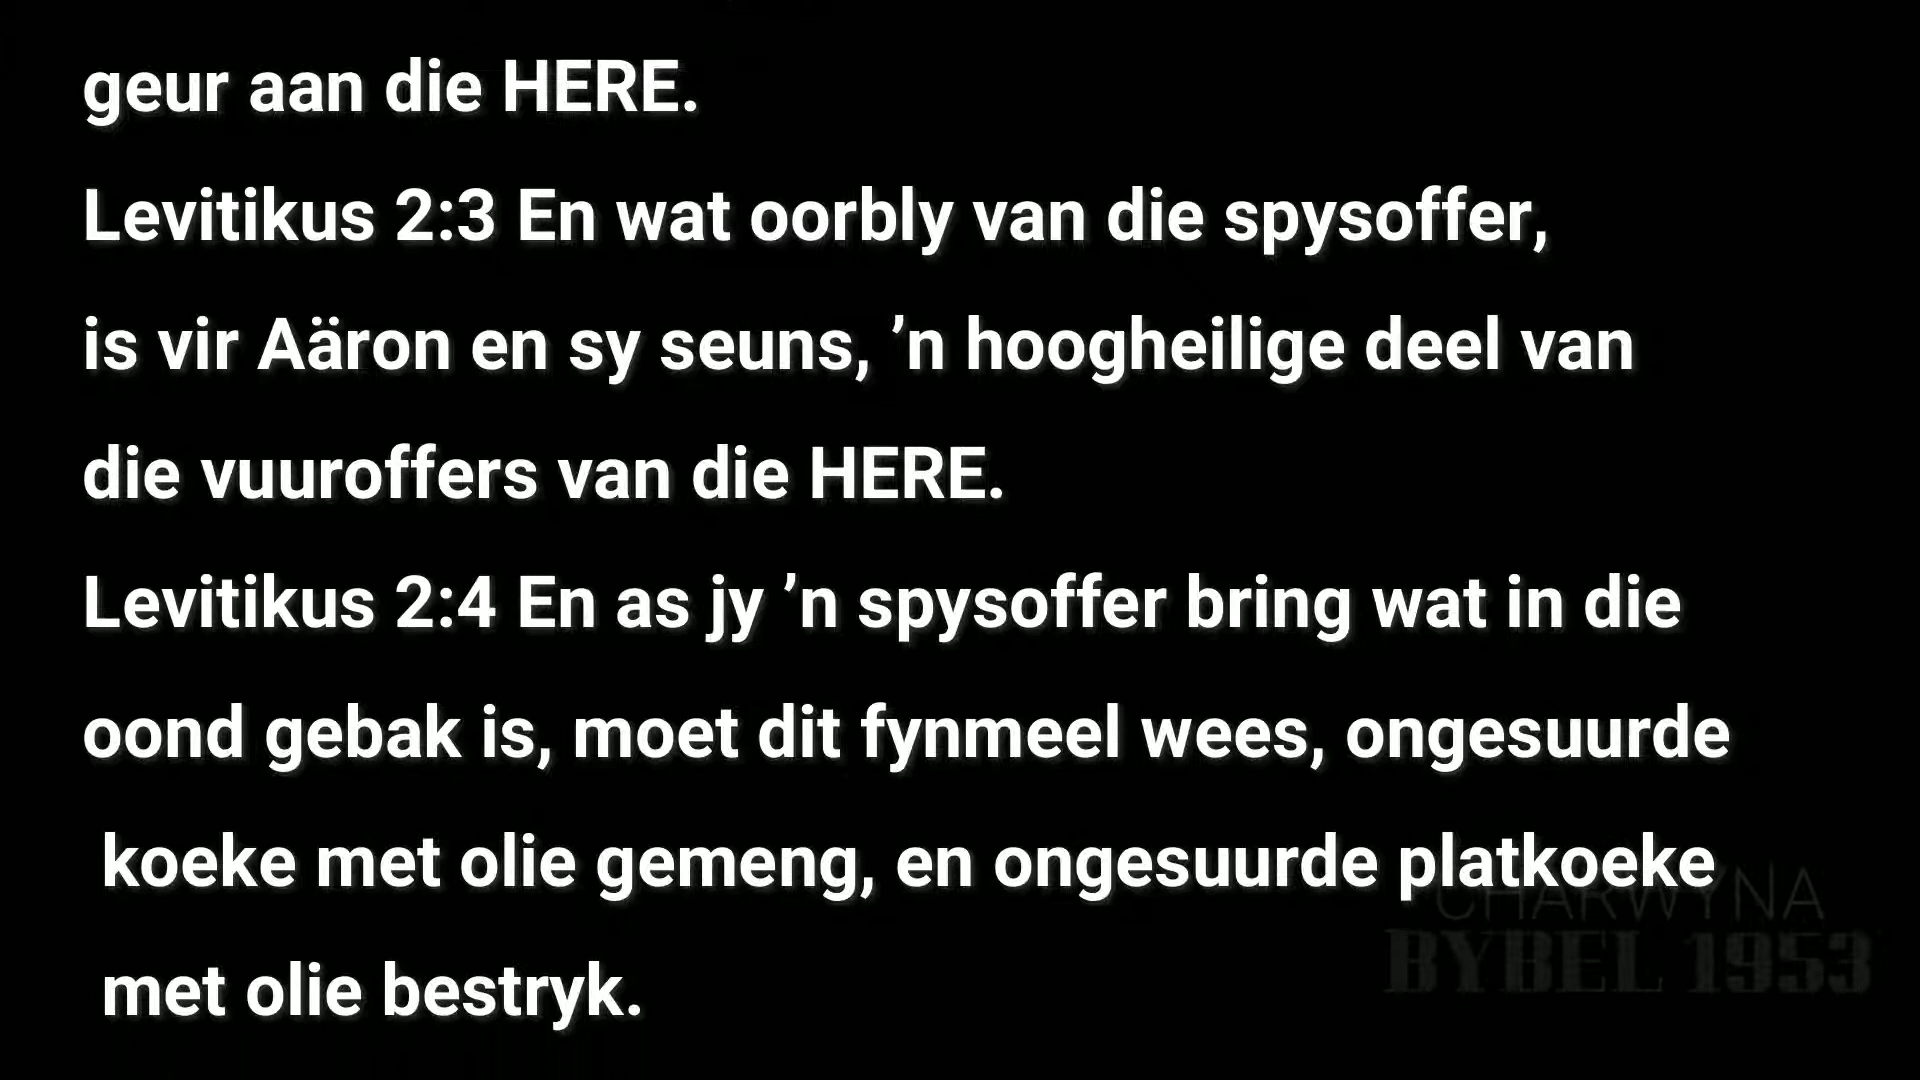 geur aan die HERE.
Levitikus 2:3 En wat oorbly van die spysoffer,
is vir Aäron en sy seuns, ’n hoogheilige deel van
die vuuroffers van die HERE.
Levitikus 2:4 En as jy ’n spysoffer bring wat in die
oond gebak is, moet dit fynmeel wees, ongesuurde
koeke met olie gemeng, en ongesuurde platkoeke
met olie bestryk.
CHARWYNA
BYBEL 1953